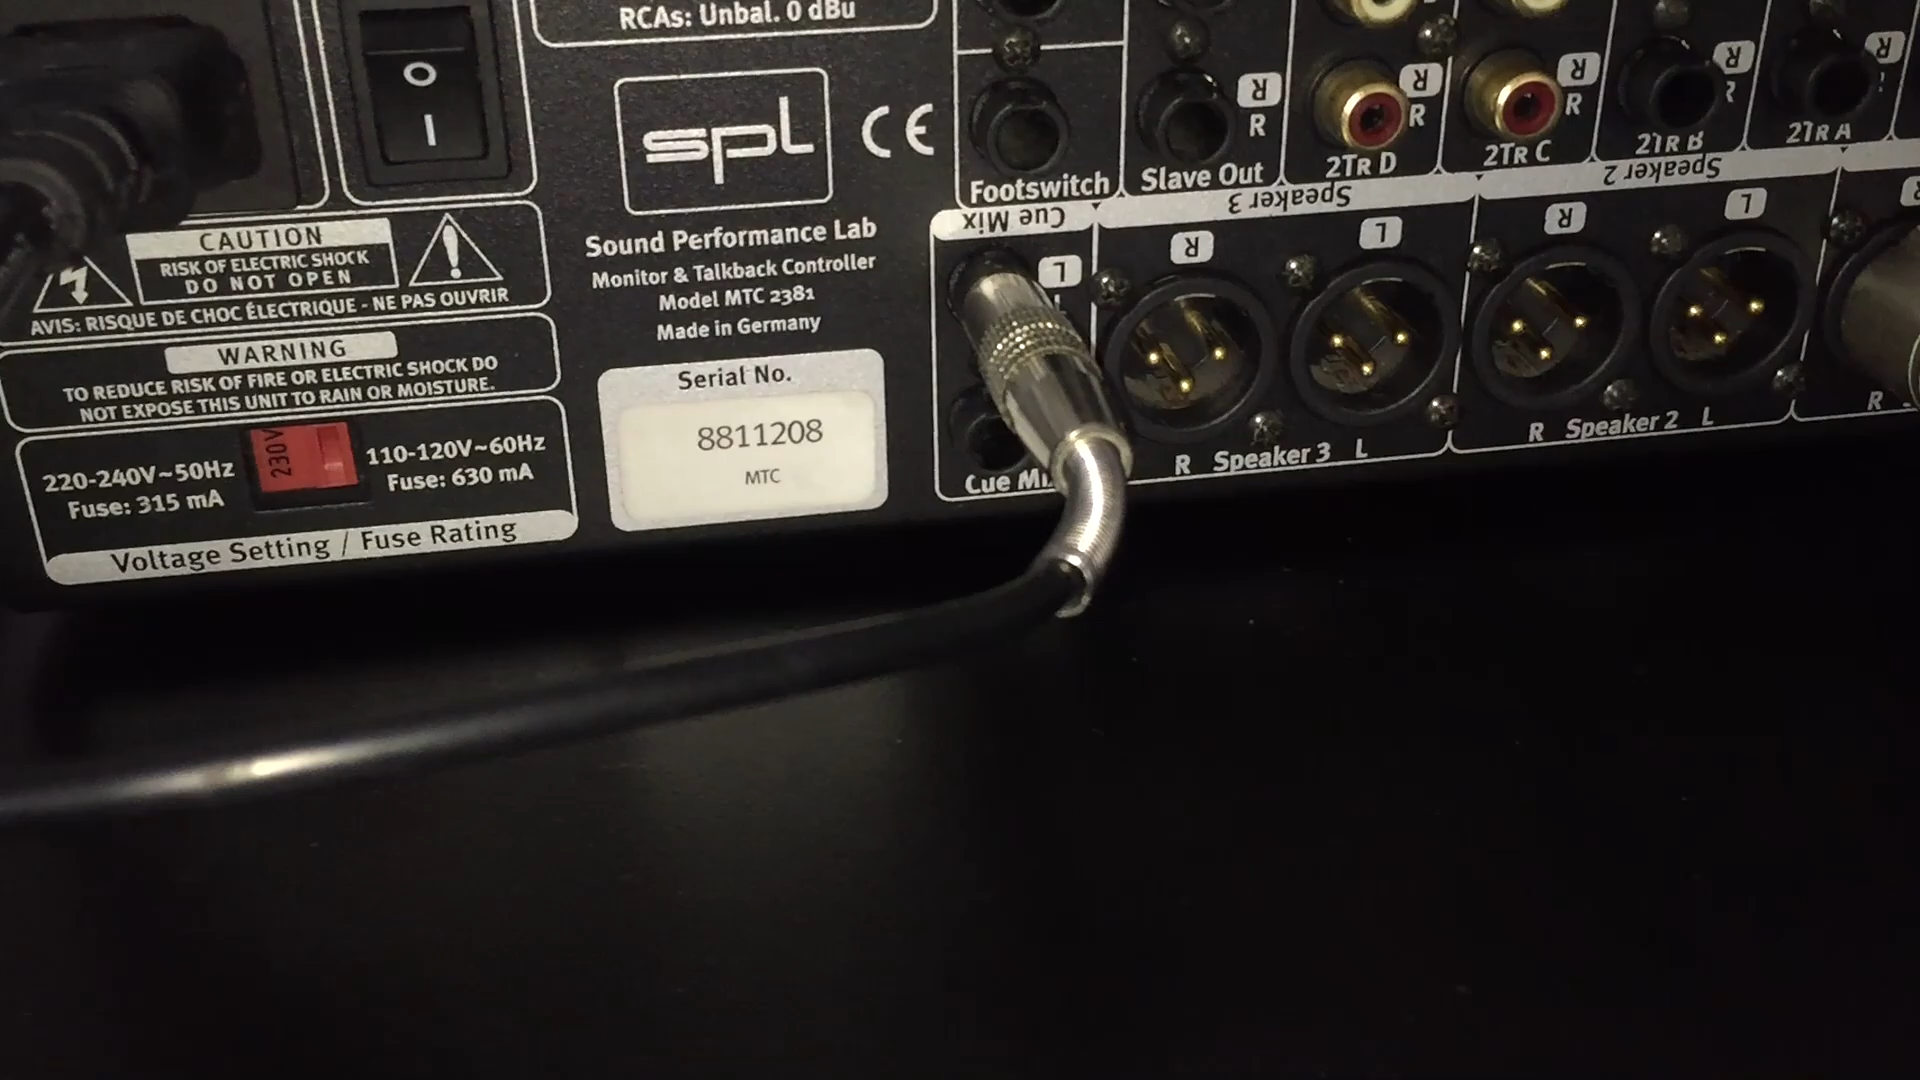 RCAs: Unbal. 0 dBu
O
I
spl
CE
Sound Performance Lab
Monitor & Talkback Controller
Model MTC 2381
Made in Germany
Serial No.
8811208
MTC
CAUTION
RISK OF ELECTRIC SHOCK
DO NOT OPEN
AVIS: RISQUE DE CHOC ÉLECTRIQUE - NE PAS OUVRIR
WARNING
TO REDUCE RISK OF FIRE OR ELECTRIC SHOCK DO
NOT EXPOSE THIS UNIT TO RAIN OR MOISTURE.
220-240V~50Hz
Fuse: 315 mA
230V
110-120V~60Hz
Fuse: 630 mA
Voltage Setting / Fuse Rating
Footswitch
R
R
Slave Out
R
R
2TR D
R
R
2TR C
R
2TR B
R
2TR A
Cue Mix
L
Cue
Speaker 3
R
L
R Speaker 3 L
Speaker 2
R
L
R Speaker 2 L
R
R